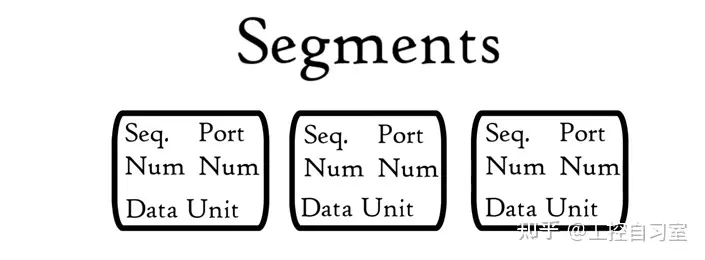 Segments
Seq. Port
Num Num
Data Unit
Seq. Port
Num Num
Data Unit
Seq. Port
Num Num
Data Unit
知乎 @工控自习室